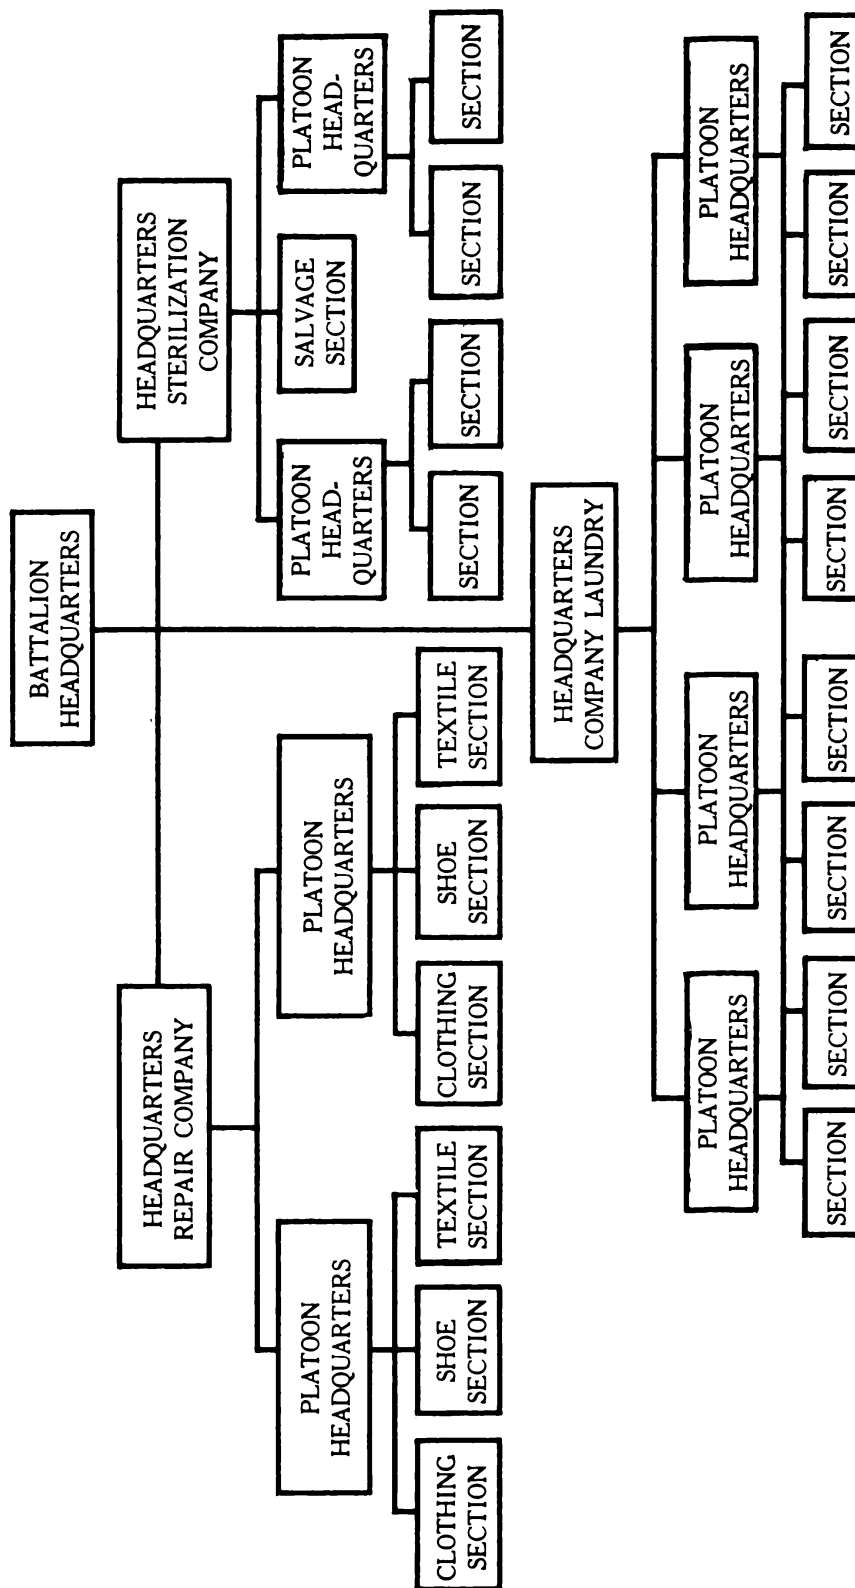 BATTALION
HEADQUARTERS
HEADQUARTERS
REPAIR COMPANY
HEADQUARTERS
STERILIZATION
COMPANY
PLATOON
HEADQUARTERS
PLATOON
HEADQUARTERS
PLATOON
HEAD-
QUARTERS
SALVAGE
SECTION
PLATOON
HEAD-
QUARTERS
CLOTHING
SECTION
SHOE
SECTION
TEXTILE
SECTION
CLOTHING
SECTION
SHOE
SECTION
TEXTILE
SECTION
SECTION
SECTION
SECTION
SECTION
HEADQUARTERS
COMPANY LAUNDRY
PLATOON
HEADQUARTERS
PLATOON
HEADQUARTERS
PLATOON
HEADQUARTERS
PLATOON
HEADQUARTERS
SECTION
SECTION
SECTION
SECTION
SECTION
SECTION
SECTION
SECTION